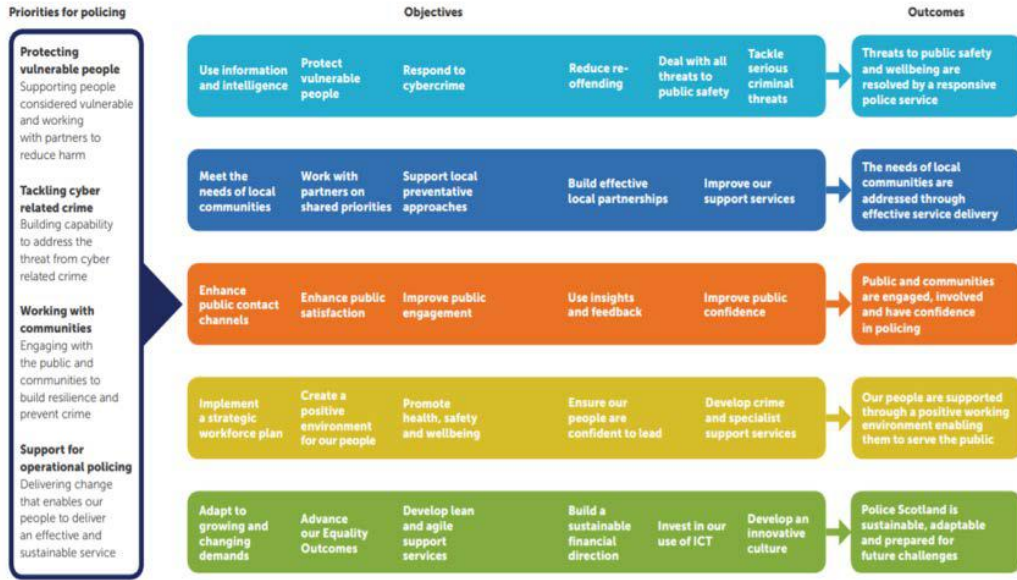 Priorities for policing
Objectives
Outcomes
Protecting
vulnerable people
Supporting people
considered vulnerable
and working
with partners to
reduce harm
Tackling cyber
related crime
Building capability
to address the
threat from cyber
related crime
Working with
communities
Engaging with
the public and
communities to
build resilience and
prevent crime
Support for
operational policing
Delivering change
that enables our
people to deliver
an effective and
sustainable service
Use information
and intelligence
Protect
vulnerable
people
Respond to
cybercrime
Reduce re-
offending
Deal with all
threats to
public safety
Tackle
serious
criminal
threats
Threats to public safety
and wellbeing are
resolved by a responsive
police service
Meet the
needs of local
communities
Work with
partners on
shared priorities
Support local
preventative
approaches
Build effective
local partnerships
Improve our
support services
The needs of local
communities are
addressed through
effective service delivery
Enhance
public contact
channels
Enhance public
satisfaction
Improve public
engagement
Use insights
and feedback
Improve public
confidence
Public and communities
are engaged, involved
and have confidence
in policing
Implement
a strategic
workforce plan
Create a
positive
environment
for our people
Promote
health, safety
and wellbeing
Ensure our
people are
confident to lead
Develop crime
and specialist
support services
Our people are supported
through a positive working
environment enabling
them to serve the public
Adapt to
growing and
changing
demands
Advance
our Equality
Outcomes
Develop lean
and agile
support
services
Build a
sustainable
financial
direction
Invest in our
use of ICT
Develop an
innovative
culture
Police Scotland is
sustainable, adaptable
and prepared for
future challenges